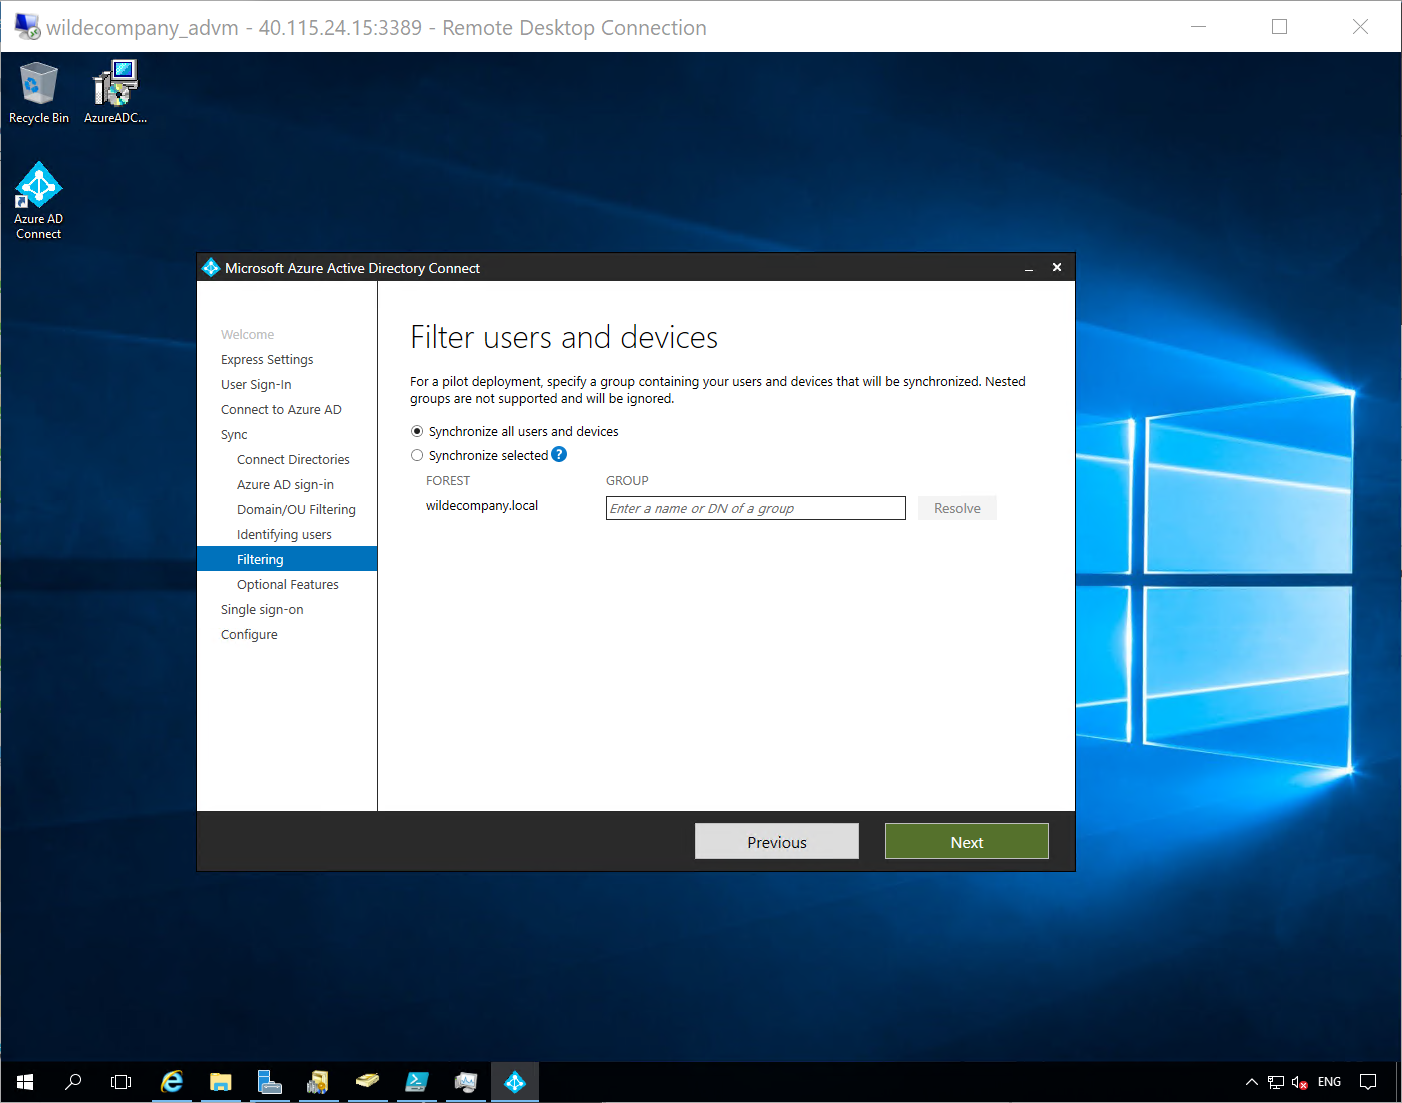 wildecompany_advm - 40.115.24.15:3389 - Remote Desktop Connection
Recycle Bin
AzureADC...
Azure AD
Connect
Microsoft Azure Active Directory Connect
Welcome
Express Settings
User Sign-In
Connect to Azure AD
Sync
Connect Directories
Azure AD sign-in
Domain/OU Filtering
Identifying users
Filtering
Optional Features
Single sign-on
Configure
Filter users and devices
For a pilot deployment, specify a group containing your users and devices that will be synchronized. Nested
groups are not supported and will be ignored.
Synchronize all users and devices
Synchronize selected ?
FOREST GROUP
wildecompany.local Enter a name or DN of a group Resolve
Previous Next
ENG